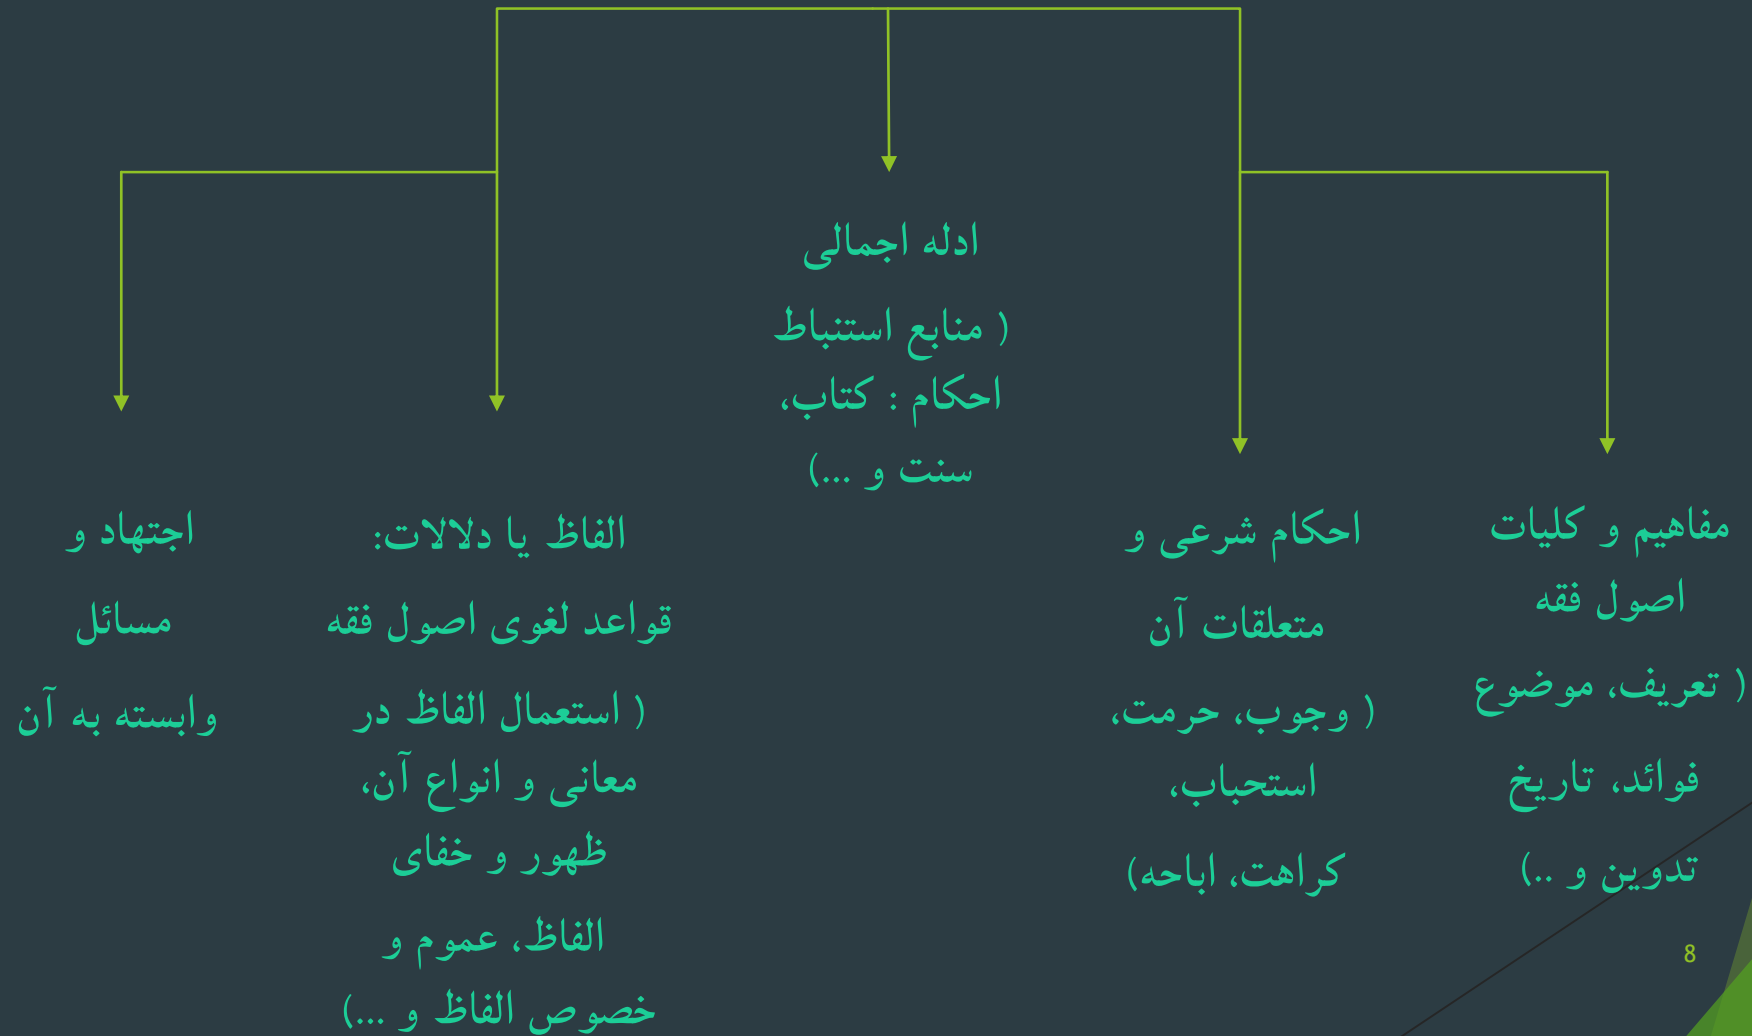 مفاهیم و کلیات
اصول فقه
( تعریف، موضوع
فوائد، تاریخ
تدوین و ..)
احکام شرعی و
متعلقات آن
( وجوب، حرمت،
استحباب،
کراهت، اباحه)
ادله اجمالی
( منابع استنباط
احکام : کتاب،
سنت و ...)
الفاظ یا دلالات:
قواعد لغوی اصول فقه
( استعمال الفاظ در
معانی و انواع آن،
ظهور و خفای
الفاظ، عموم و
خصوص الفاظ و ...)
اجتهاد و
مسائل
وابسته به آن
8